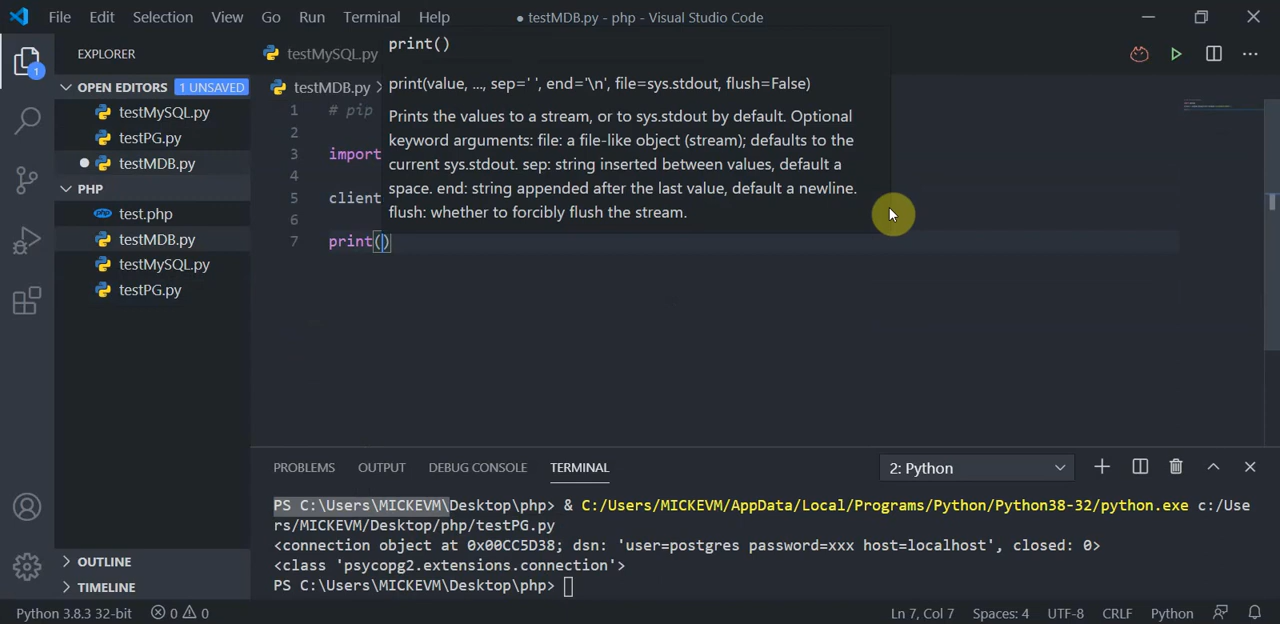 File Edit Selection View Go Run Terminal Help ● testMDB.py - php - Visual Studio Code
EXPLORER
OPEN EDITORS 1 UNSAVED
testMySQL.py
testPG.py
testMDB.py
PHP
test.php
testMDB.py
testMySQL.py
testPG.py
OUTLINE
TIMELINE
1
testMySQL.py
testMDB.py >
print()
print(value, ..., sep=' ', end='\n', file=sys.stdout, flush=False)
Prints the values to a stream, or to sys.stdout by default. Optional
keyword arguments: file: a file-like object (stream); defaults to the
current sys.stdout. sep: string inserted between values, default a
space. end: string appended after the last value, default a newline.
flush: whether to forcibly flush the stream.
1 # pip
2
3 import
4
5 client
6
7 print()
PROBLEMS OUTPUT DEBUG CONSOLE TERMINAL 2: Python
PS C:\Users\MICKEVM\Desktop\php> & C:/Users/MICKEVM/AppData/Local/Programs/Python/Python38-32/python.exe c:/Use
rs/MICKEVM/Desktop/php/testPG.py
<connection object at 0x00CC5D38; dsn: 'user=postgres password=xxx host=localhost', closed: 0>
<class 'psycopg2.extensions.connection'>
PS C:\Users\MICKEVM\Desktop\php>
Python 3.8.3 32-bit 0 0 Ln 7, Col 7 Spaces: 4 UTF-8 CRLF Python